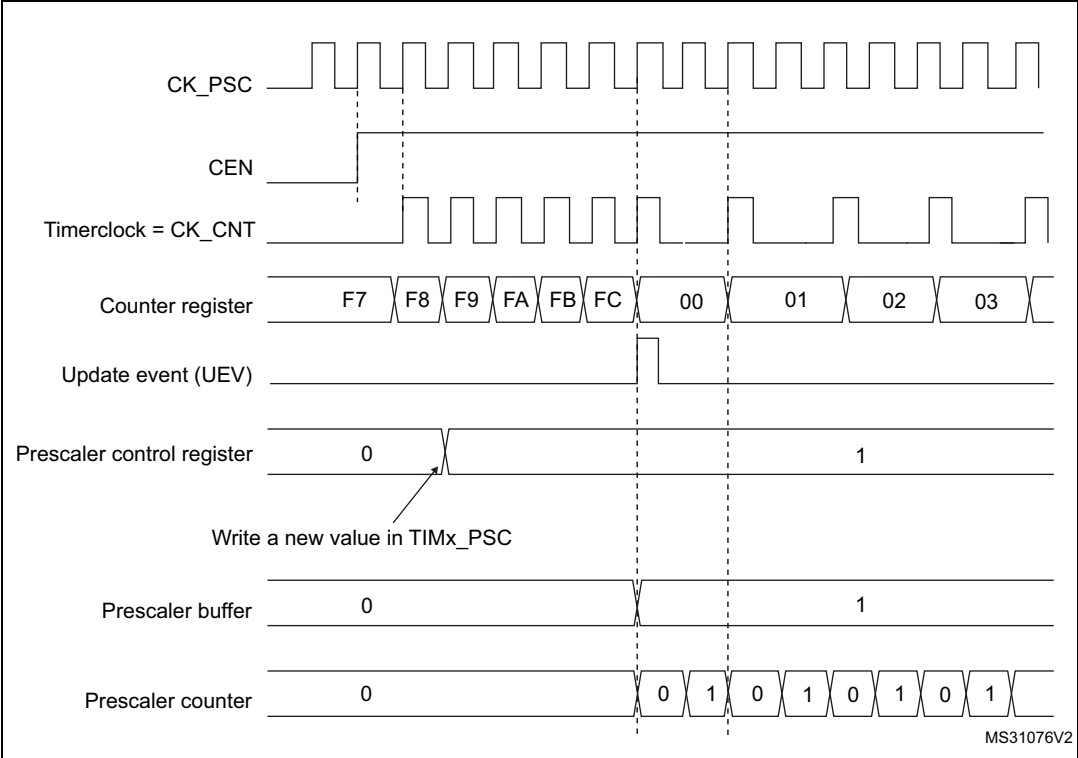 CK_PSC
CEN
Timerclock = CK_CNT
Counter register F7 F8 F9 FA FB FC 00 01 02 03
Update event (UEV)
Prescaler control register 0 1
Write a new value in TIMx_PSC
Prescaler buffer 0 1
Prescaler counter 0 0 1 0 1 0 1 0 1
MS31076V2